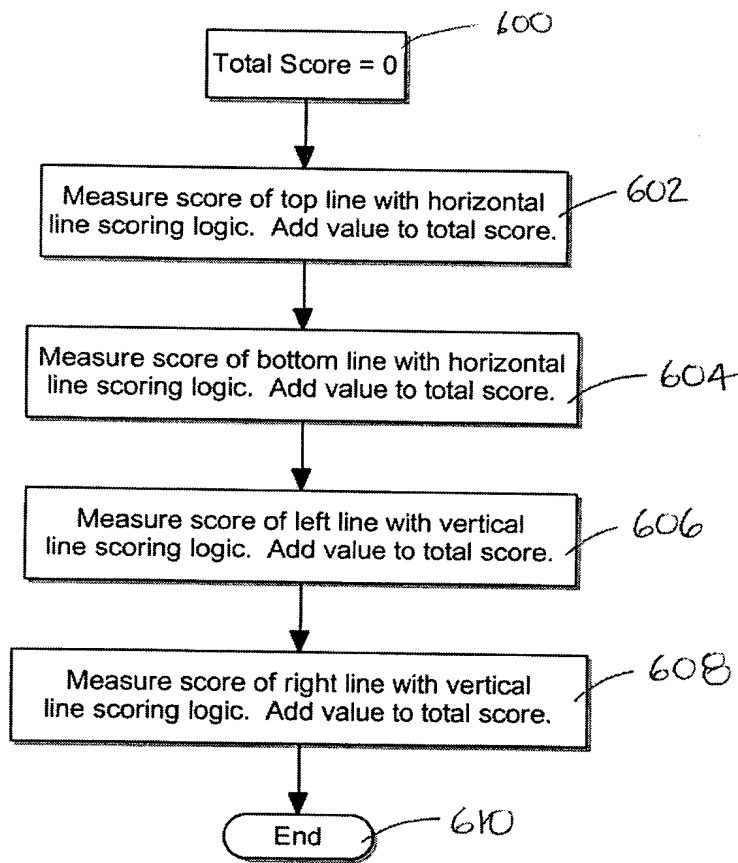 600
Total Score = 0
Measure score of top line with horizontal
line scoring logic. Add value to total score.
602
Measure score of bottom line with horizontal
line scoring logic. Add value to total score.
604
Measure score of left line with vertical
line scoring logic. Add value to total score.
606
Measure score of right line with vertical
line scoring logic. Add value to total score.
608
End
610